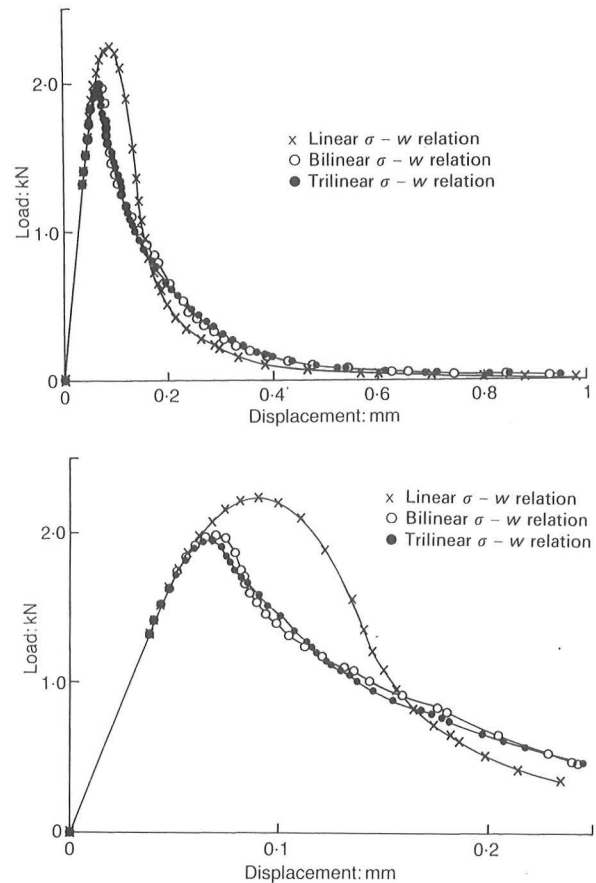 2·0
1·0
0
Load: kN
× Linear σ – w relation
○ Bilinear σ – w relation
● Trilinear σ – w relation
0 0·2 0·4 0·6 0·8 1
Displacement: mm
2·0
1·0
0
Load: kN
× Linear σ – w relation
○ Bilinear σ – w relation
● Trilinear σ – w relation
0 0·1 0·2
Displacement: mm